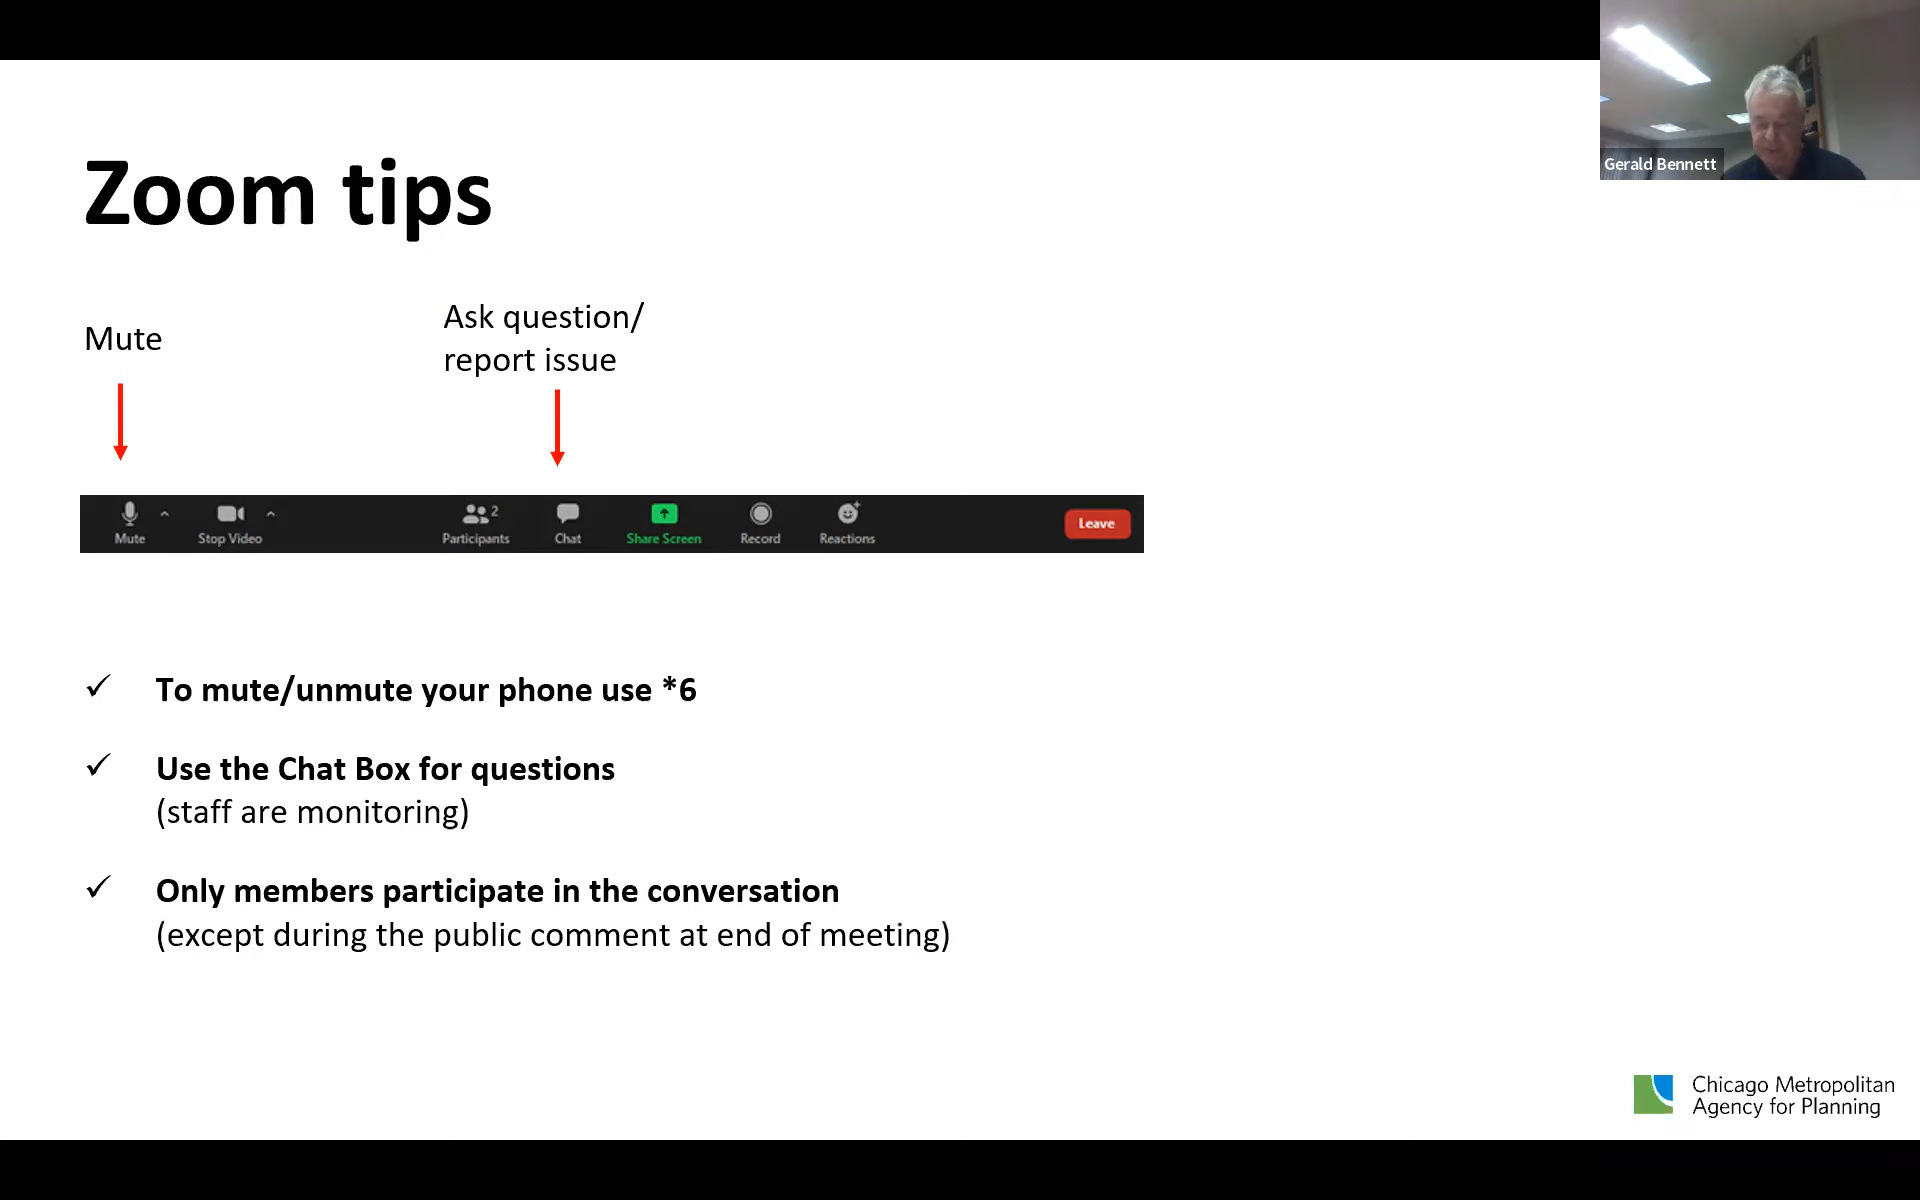 Gerald Bennett
Zoom tips
Mute
Ask question/
report issue
Mute
Stop Video
2
Participants
Chat
Share Screen
Record
Reactions
Leave
To mute/unmute your phone use *6
Use the Chat Box for questions
(staff are monitoring)
Only members participate in the conversation
(except during the public comment at end of meeting)
Chicago Metropolitan
Agency for Planning